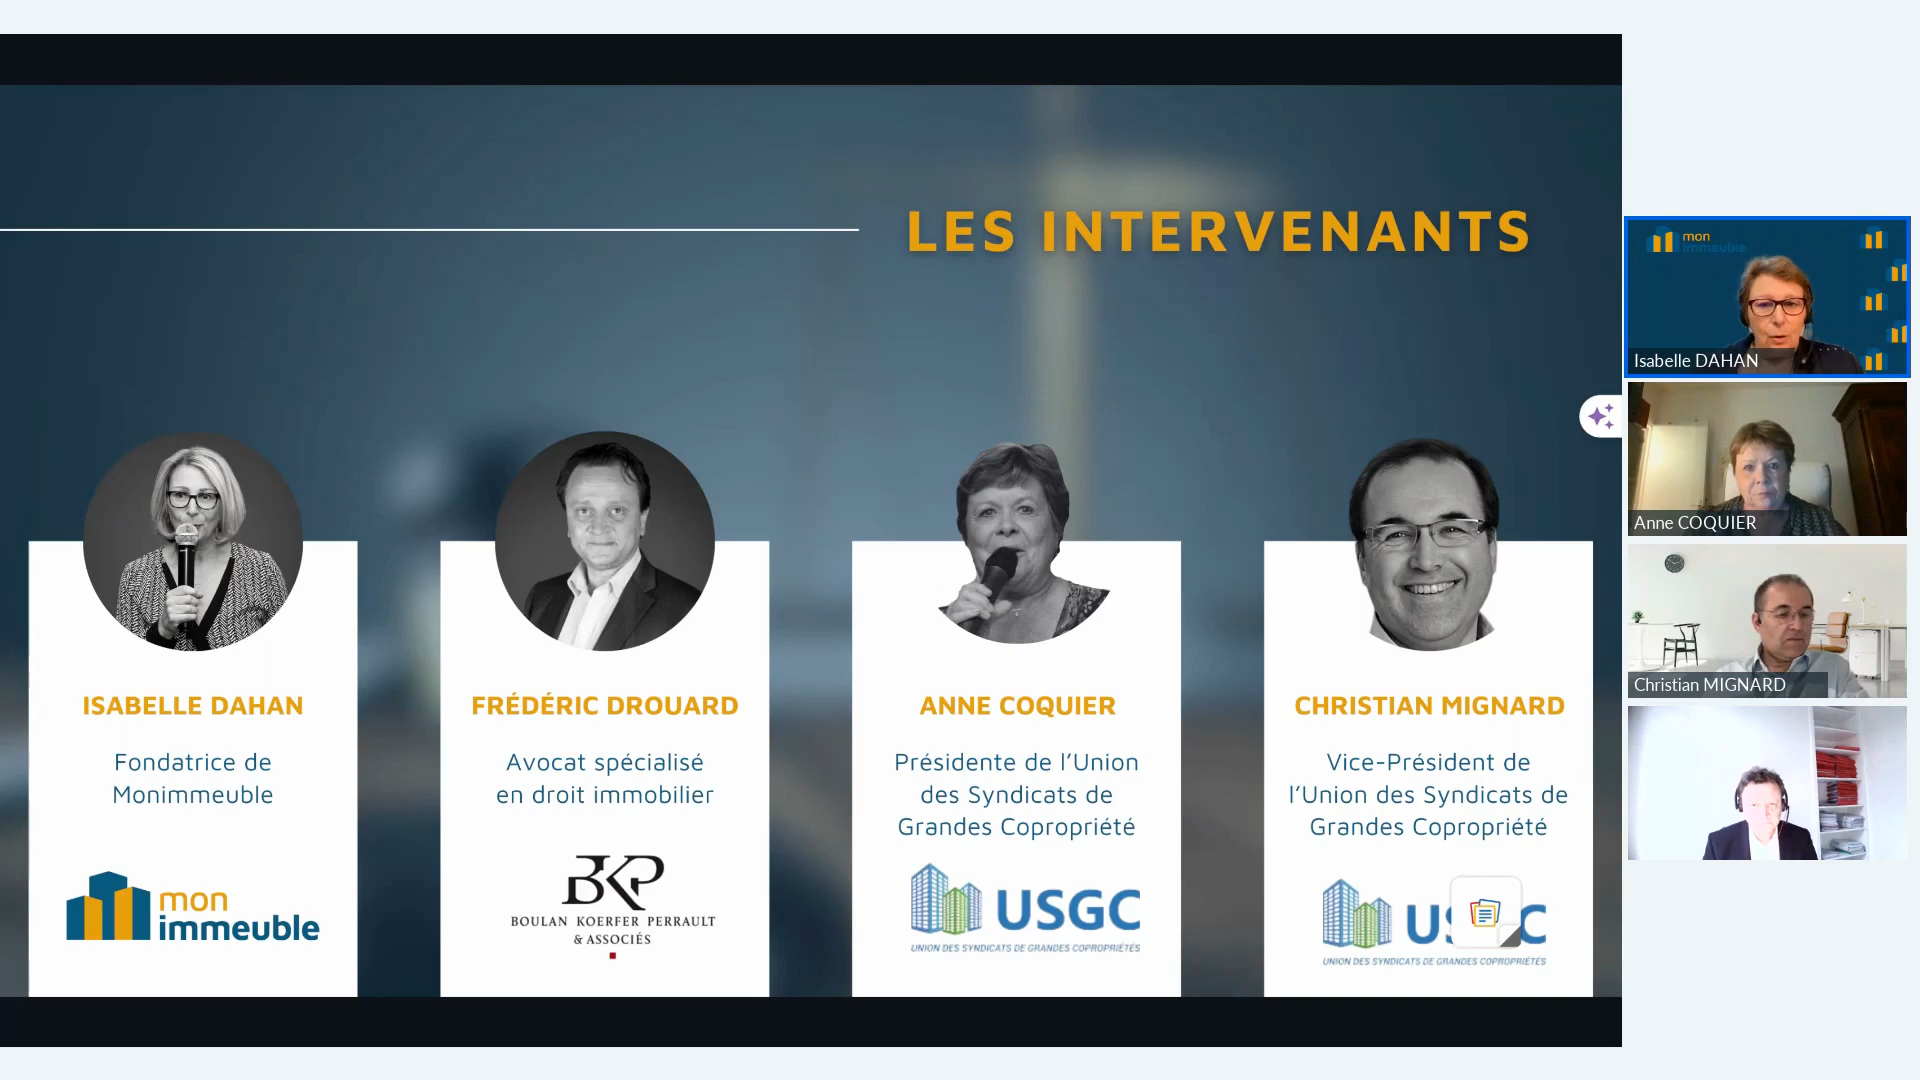 LES INTERVENANTS
ISABELLE DAHAN
Fondatrice de
Monimmeuble
mon
immeuble
FRÉDÉRIC DROUARD
Avocat spécialisé
en droit immobilier
BKP
BOULAN KOERFER PERRAULT
& ASSOCIÉS
ANNE COQUIER
Présidente de l’Union
des Syndicats de
Grandes Copropriété
USGC
UNION DES SYNDICATS DE GRANDES COPROPRIÉTÉS
CHRISTIAN MIGNARD
Vice-Président de
l’Union des Syndicats de
Grandes Copropriété
UNION DES SYNDICATS DE GRANDES COPROPRIÉTÉS
mon
immeuble
Isabelle DAHAN
Anne COQUIER
Christian MIGNARD